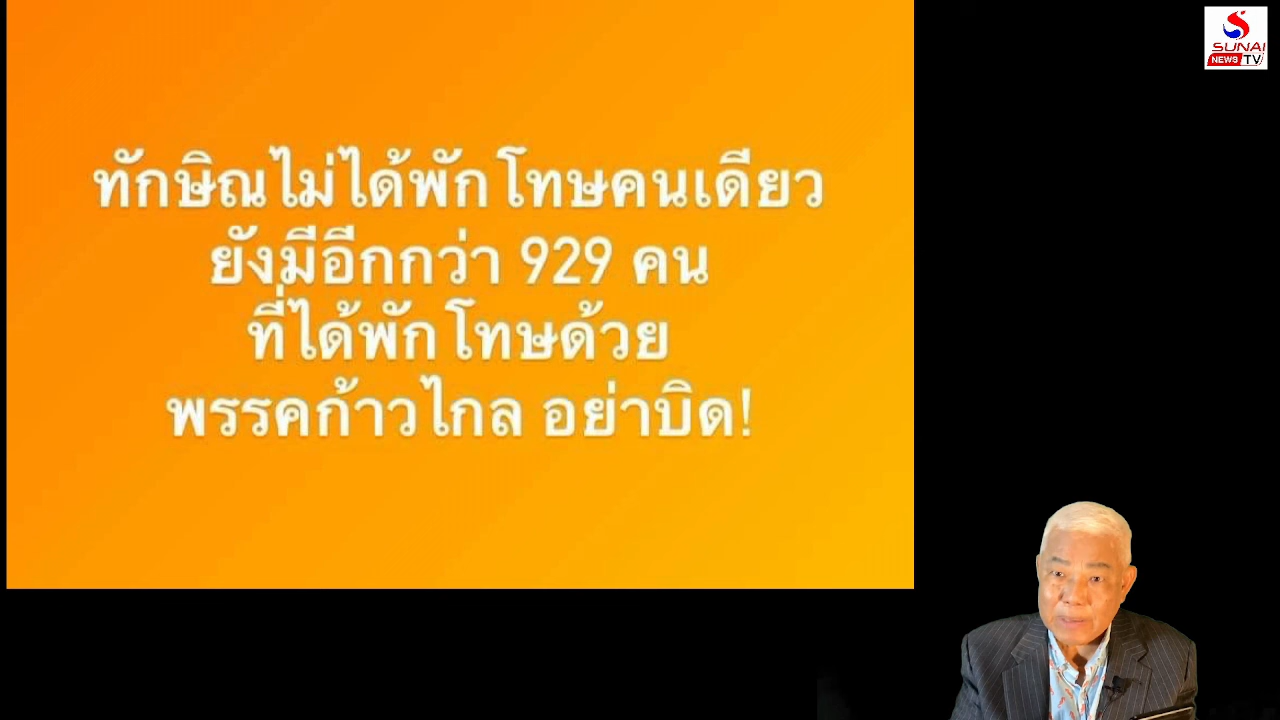 ทักษิณไม่ได้พักโทษคนเดียว
ยังมีอีกกว่า 929 คน
ที่ได้พักโทษด้วย
พรรคก้าวไกล อย่าบิด!
SUNAI
NEWS TV